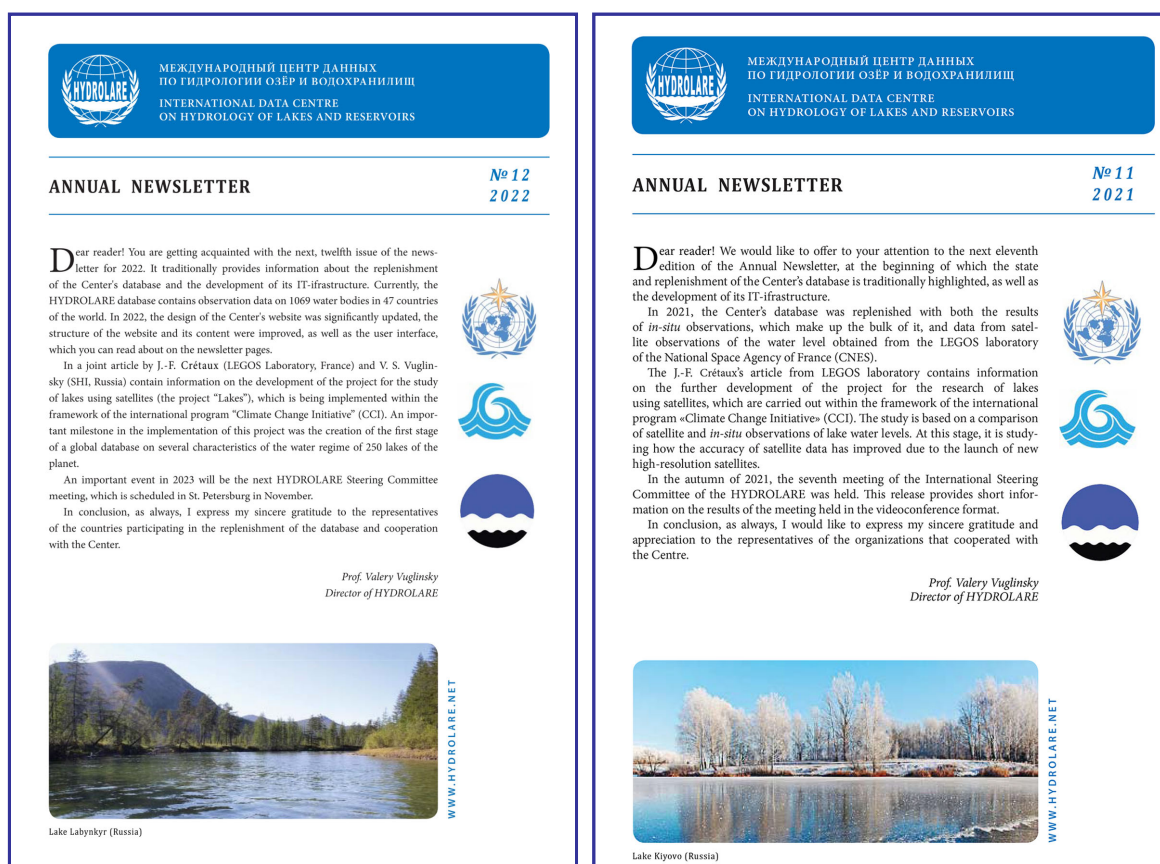 HYDROLARE
МЕЖДУНАРОДНЫЙ ЦЕНТР ДАННЫХ
ПО ГИДРОЛОГИИ ОЗЁР И ВОДОХРАНИЛИЩ
INTERNATIONAL DATA CENTRE
ON HYDROLOGY OF LAKES AND RESERVOIRS
ANNUAL NEWSLETTER
№ 12
2022
Dear reader! You are getting acquainted with the next, twelfth issue of the news-
letter for 2022. It traditionally provides information about the replenishment
of the Center's database and the development of its IT-ifrastructure. Currently, the
HYDROLARE database contains observation data on 1069 water bodies in 47 countries
of the world. In 2022, the design of the Center's website was significantly updated, the
structure of the website and its content were improved, as well as the user interface,
which you can read about on the newsletter pages.
In a joint article by J.-F. Crétaux (LEGOS Laboratory, France) and V. S. Vuglin-
sky (SHI, Russia) contain information on the development of the project for the study
of lakes using satellites (the project “Lakes”), which is being implemented within the
framework of the international program “Climate Change Initiative” (CCI). An impor-
tant milestone in the implementation of this project was the creation of the first stage
of a global database on several characteristics of the water regime of 250 lakes of the
planet.
An important event in 2023 will be the next HYDROLARE Steering Committee
meeting, which is scheduled in St. Petersburg in November.
In conclusion, as always, I express my sincere gratitude to the representatives
of the countries participating in the replenishment of the database and cooperation
with the Center.
Prof. Valery Vuglinsky
Director of HYDROLARE
WWW.HYDROLARE.NET
Lake Labynkyr (Russia)
HYDROLARE
МЕЖДУНАРОДНЫЙ ЦЕНТР ДАННЫХ
ПО ГИДРОЛОГИИ ОЗЁР И ВОДОХРАНИЛИЩ
INTERNATIONAL DATA CENTRE
ON HYDROLOGY OF LAKES AND RESERVOIRS
ANNUAL NEWSLETTER
№ 11
2021
Dear reader! We would like to offer to your attention to the next eleventh
edition of the Annual Newsletter, at the beginning of which the state
and replenishment of the Center's database is traditionally highlighted, as well as
the development of its IT-ifrastructure.
In 2021, the Center's database was replenished with both the results
of in-situ observations, which make up the bulk of it, and data from satel-
lite observations of the water level obtained from the LEGOS laboratory
of the National Space Agency of France (CNES).
The J.-F. Crétaux's article from LEGOS laboratory contains information
on the further development of the project for the research of lakes
using satellites, which are carried out within the framework of the international
program «Climate Change Initiative» (CCI). The study is based on a comparison
of satellite and in-situ observations of lake water levels. At this stage, it is study-
ing how the accuracy of satellite data has improved due to the launch of new
high-resolution satellites.
In the autumn of 2021, the seventh meeting of the International Steering
Committee of the HYDROLARE was held. This release provides short infor-
mation on the results of the meeting held in the videoconference format.
In conclusion, as always, I would like to express my sincere gratitude and
appreciation to the representatives of the organizations that cooperated with
the Centre.
Prof. Valery Vuglinsky
Director of HYDROLARE
WWW.HYDROLARE.NET
Lake Kiyovo (Russia)